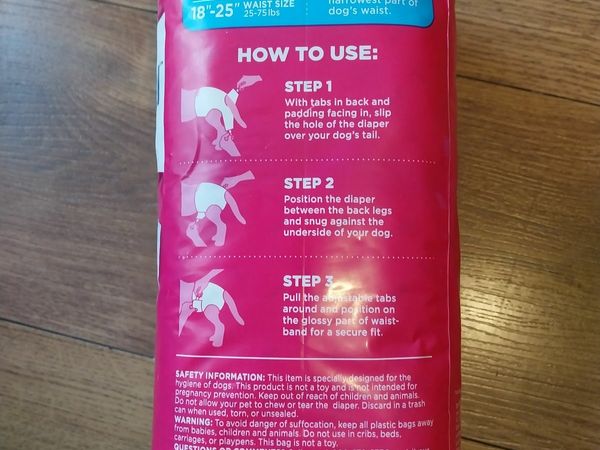 18"-25" WAIST SIZE
25-75 lbs
narrowest part of
dog's waist.
HOW TO USE:
STEP 1
With tabs in back and
padding facing in, slip
the hole of the diaper
over your dog's tail.
STEP 2
Position the diaper
between the back legs
and snug against the
underside of your dog.
STEP 3
Pull the adjustable tabs
around and position on
the glossy part of waist-
band for a secure fit.
SAFETY INFORMATION: This item is specially designed for the
hygiene of dogs. This product is not a toy and is not intended for
pregnancy prevention. Keep out of reach of children and animals.
Do not allow your pet to chew or tear the diaper. Discard in a trash
can when used, torn, or unsealed.
WARNING: To avoid danger of suffocation, keep all plastic bags away
from babies, children and animals. Do not use in cribs, beds,
carriages, or playpens. This bag is not a toy.
QUESTIONS OR